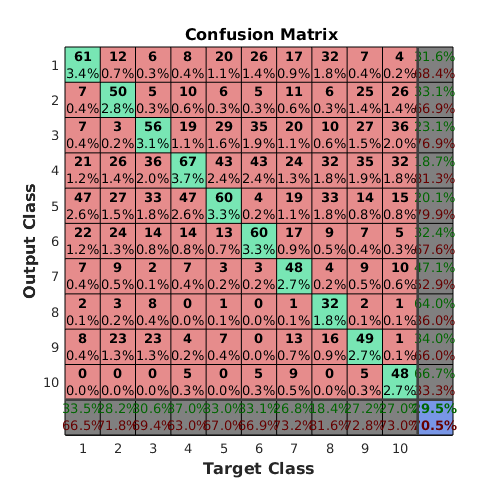 Confusion Matrix
61 12 6 8 20 26 17 32 7 4 31.6%
1
3.4% 0.7% 0.3% 0.4% 1.1% 1.4% 0.9% 1.8% 0.4% 0.2% 68.4%
7 50 5 10 6 5 11 6 25 26 33.1%
2
0.4% 2.8% 0.3% 0.6% 0.3% 0.3% 0.6% 0.3% 1.4% 1.4% 66.9%
7 3 56 19 29 35 20 10 27 36 23.1%
3
0.4% 0.2% 3.1% 1.1% 1.6% 1.9% 1.1% 0.6% 1.5% 2.0% 76.9%
21 26 36 67 43 43 24 32 35 32 18.7%
4
1.2% 1.4% 2.0% 3.7% 2.4% 2.4% 1.3% 1.8% 1.9% 1.8% 81.3%
47 27 33 47 60 4 19 33 14 15 20.1%
5
2.6% 1.5% 1.8% 2.6% 3.3% 0.2% 1.1% 1.8% 0.8% 0.8% 79.9%
22 24 14 14 13 60 17 9 7 5 32.4%
6
1.2% 1.3% 0.8% 0.8% 0.7% 3.3% 0.9% 0.5% 0.4% 0.3% 67.6%
7 9 2 7 3 3 48 4 9 10 47.1%
7
0.4% 0.5% 0.1% 0.4% 0.2% 0.2% 2.7% 0.2% 0.5% 0.6% 52.9%
2 3 8 0 1 0 1 32 2 1 64.0%
8
0.1% 0.2% 0.4% 0.0% 0.1% 0.0% 0.1% 1.8% 0.1% 0.1% 36.0%
8 23 23 4 7 0 13 16 49 1 34.0%
9
0.4% 1.3% 1.3% 0.2% 0.4% 0.0% 0.7% 0.9% 2.7% 0.1% 66.0%
0 0 0 5 0 5 9 0 5 48 66.7%
10
0.0% 0.0% 0.0% 0.3% 0.0% 0.3% 0.5% 0.0% 0.3% 2.7% 33.3%
33.5% 28.2% 30.6% 37.0% 33.0% 33.1% 26.8% 18.4% 27.2% 27.0% 29.5%
66.5% 71.8% 69.4% 63.0% 67.0% 66.9% 73.2% 81.6% 72.8% 73.0% 70.5%
1 2 3 4 5 6 7 8 9 10
Target Class
Output Class